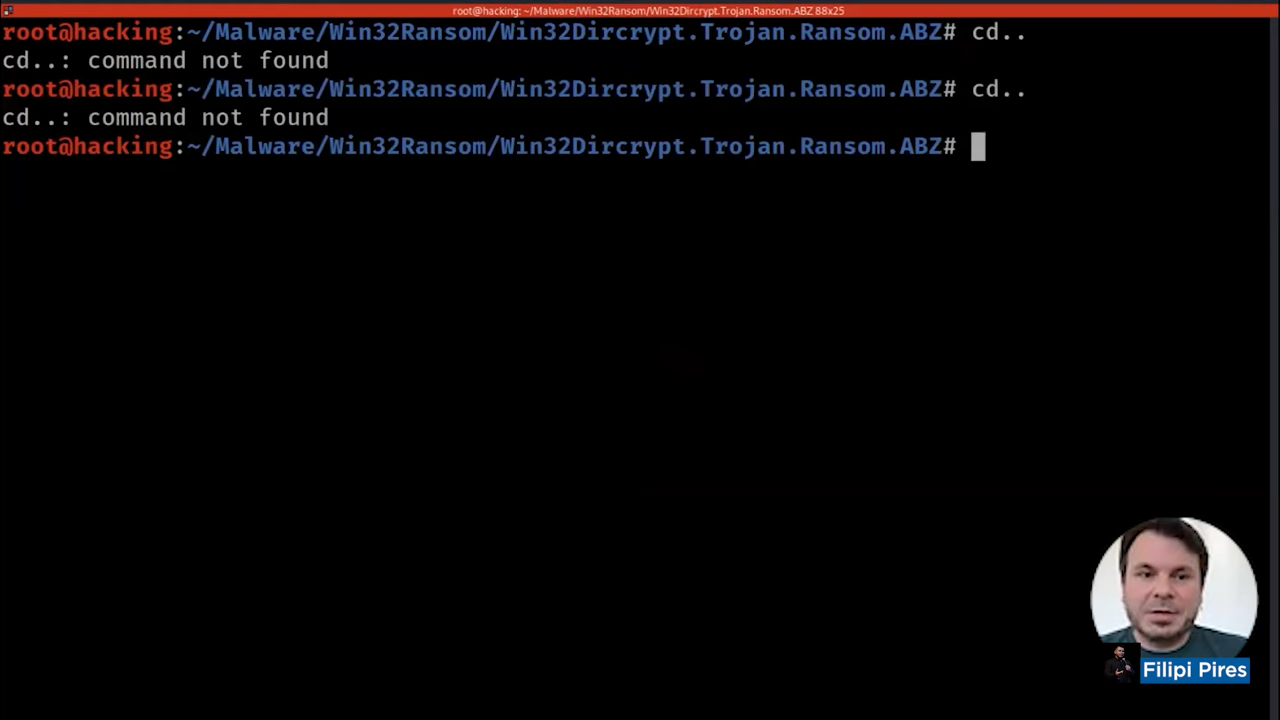 root@hacking: ~/Malware/Win32Ransom/Win32Dircrypt.Trojan.Ransom.ABZ 88x25
root@hacking:~/Malware/Win32Ransom/Win32Dircrypt.Trojan.Ransom.ABZ# cd..
cd..: command not found
root@hacking:~/Malware/Win32Ransom/Win32Dircrypt.Trojan.Ransom.ABZ# cd..
cd..: command not found
root@hacking:~/Malware/Win32Ransom/Win32Dircrypt.Trojan.Ransom.ABZ#
Filipi Pires